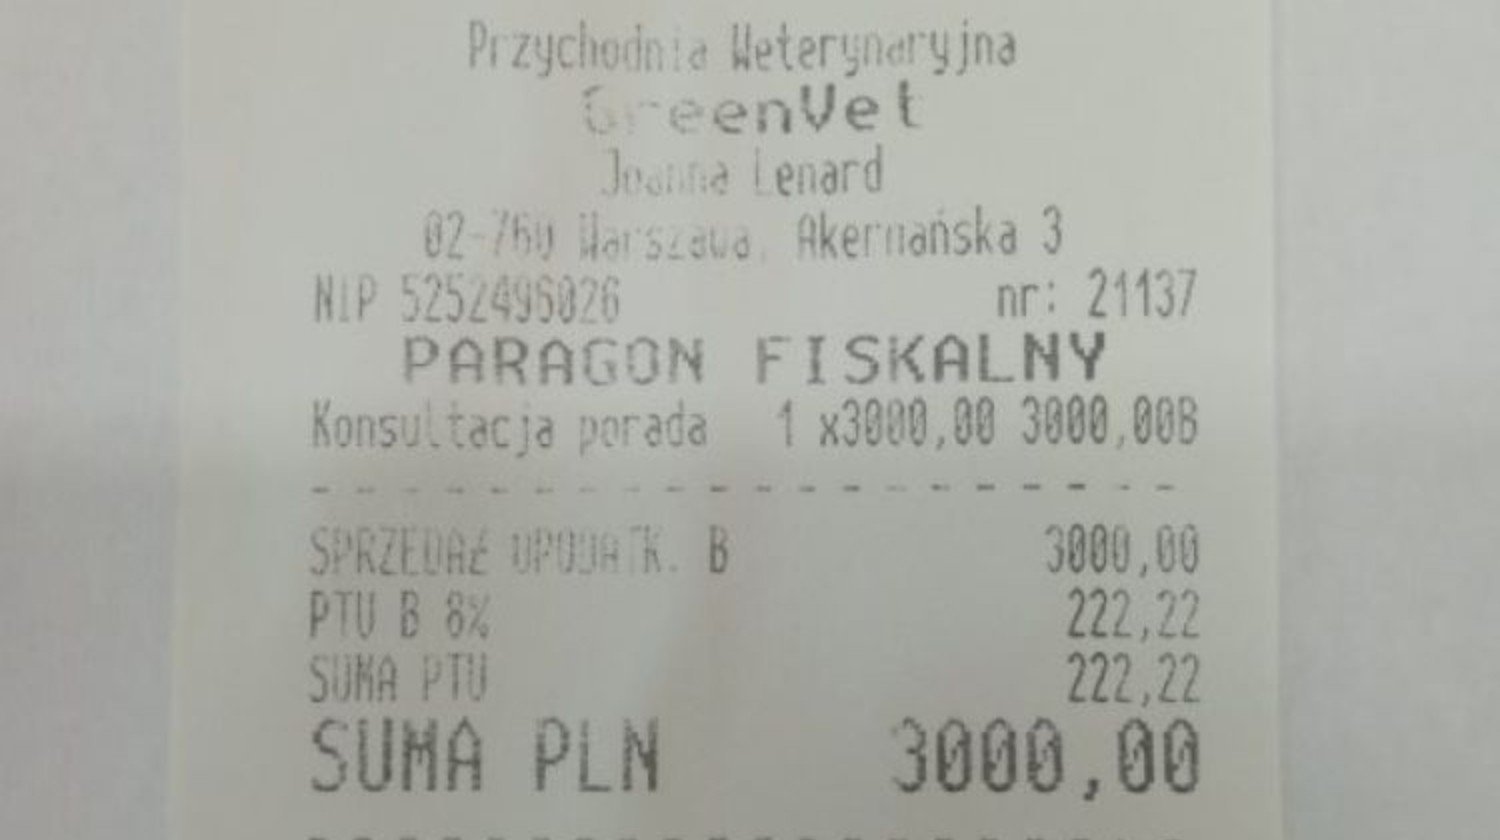 Przychodnia Weterynaryjna
GreenVet
Joanna Lenard
02-760 Warszawa, Akermańska 3
NIP 5252496026 nr: 21137
PARAGON FISKALNY
Konsultacja porada 1 x3000,00 3000,00B
SPRZEDAŻ OPODATK. B 3000,00
PTU B 8% 222,22
SUMA PTU 222,22
SUMA PLN 3000,00